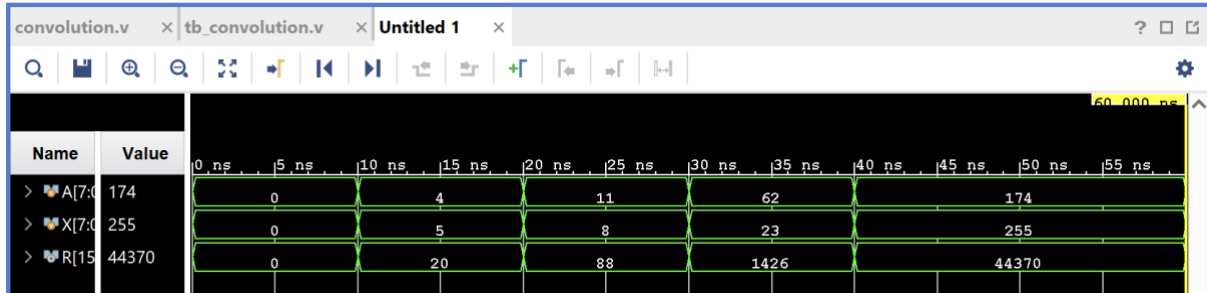 convolution.v × tb_convolution.v × Untitled 1 × ?
60.000 ns
Name Value 0 ns 5 ns 10 ns 15 ns 20 ns 25 ns 30 ns 35 ns 40 ns 45 ns 50 ns 55 ns
> A[7:0 174 0 4 11 62 174
> X[7:0 255 0 5 8 23 255
> R[15 44370 0 20 88 1426 44370